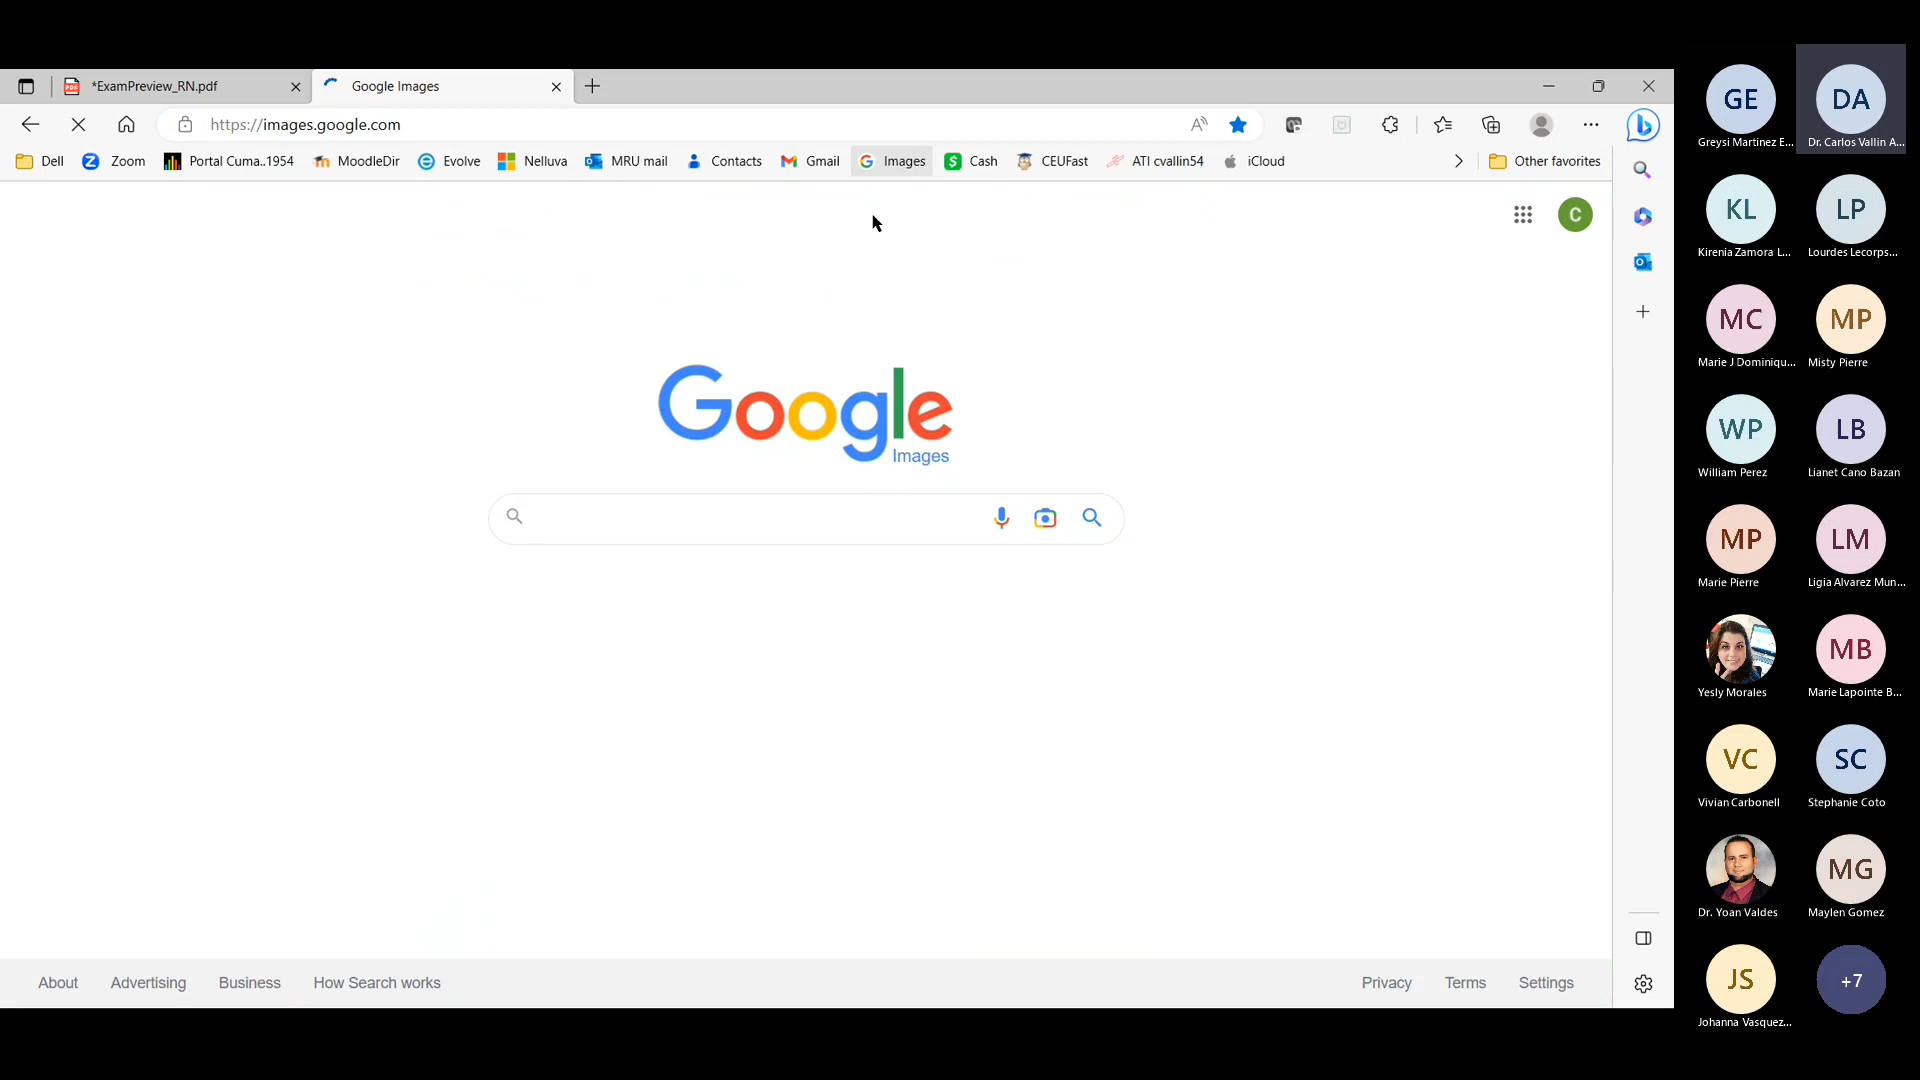 *ExamPreview_RN.pdf
Google Images
https://images.google.com
Dell
Zoom
Portal Cuma..1954
MoodleDir
Evolve
Nelluva
MRU mail
Contacts
Gmail
Images
Cash
CEUFast
ATI cvallin54
iCloud
Other favorites
C
Google
Images
About
Advertising
Business
How Search works
Privacy
Terms
Settings
GE
Greysi Martinez E...
DA
Dr. Carlos Vallin A...
KL
Kirenia Zamora L...
LP
Lourdes Lecorps...
MC
Marie J Dominiqu...
MP
Misty Pierre
WP
William Perez
LB
Lianet Cano Bazan
MP
Marie Pierre
LM
Ligia Alvarez Mun...
Yesly Morales
MB
Marie Lapointe B...
VC
Vivian Carbonell
SC
Stephanie Coto
Dr. Yoan Valdes
MG
Maylen Gomez
JS
Johanna Vasquez...
+7